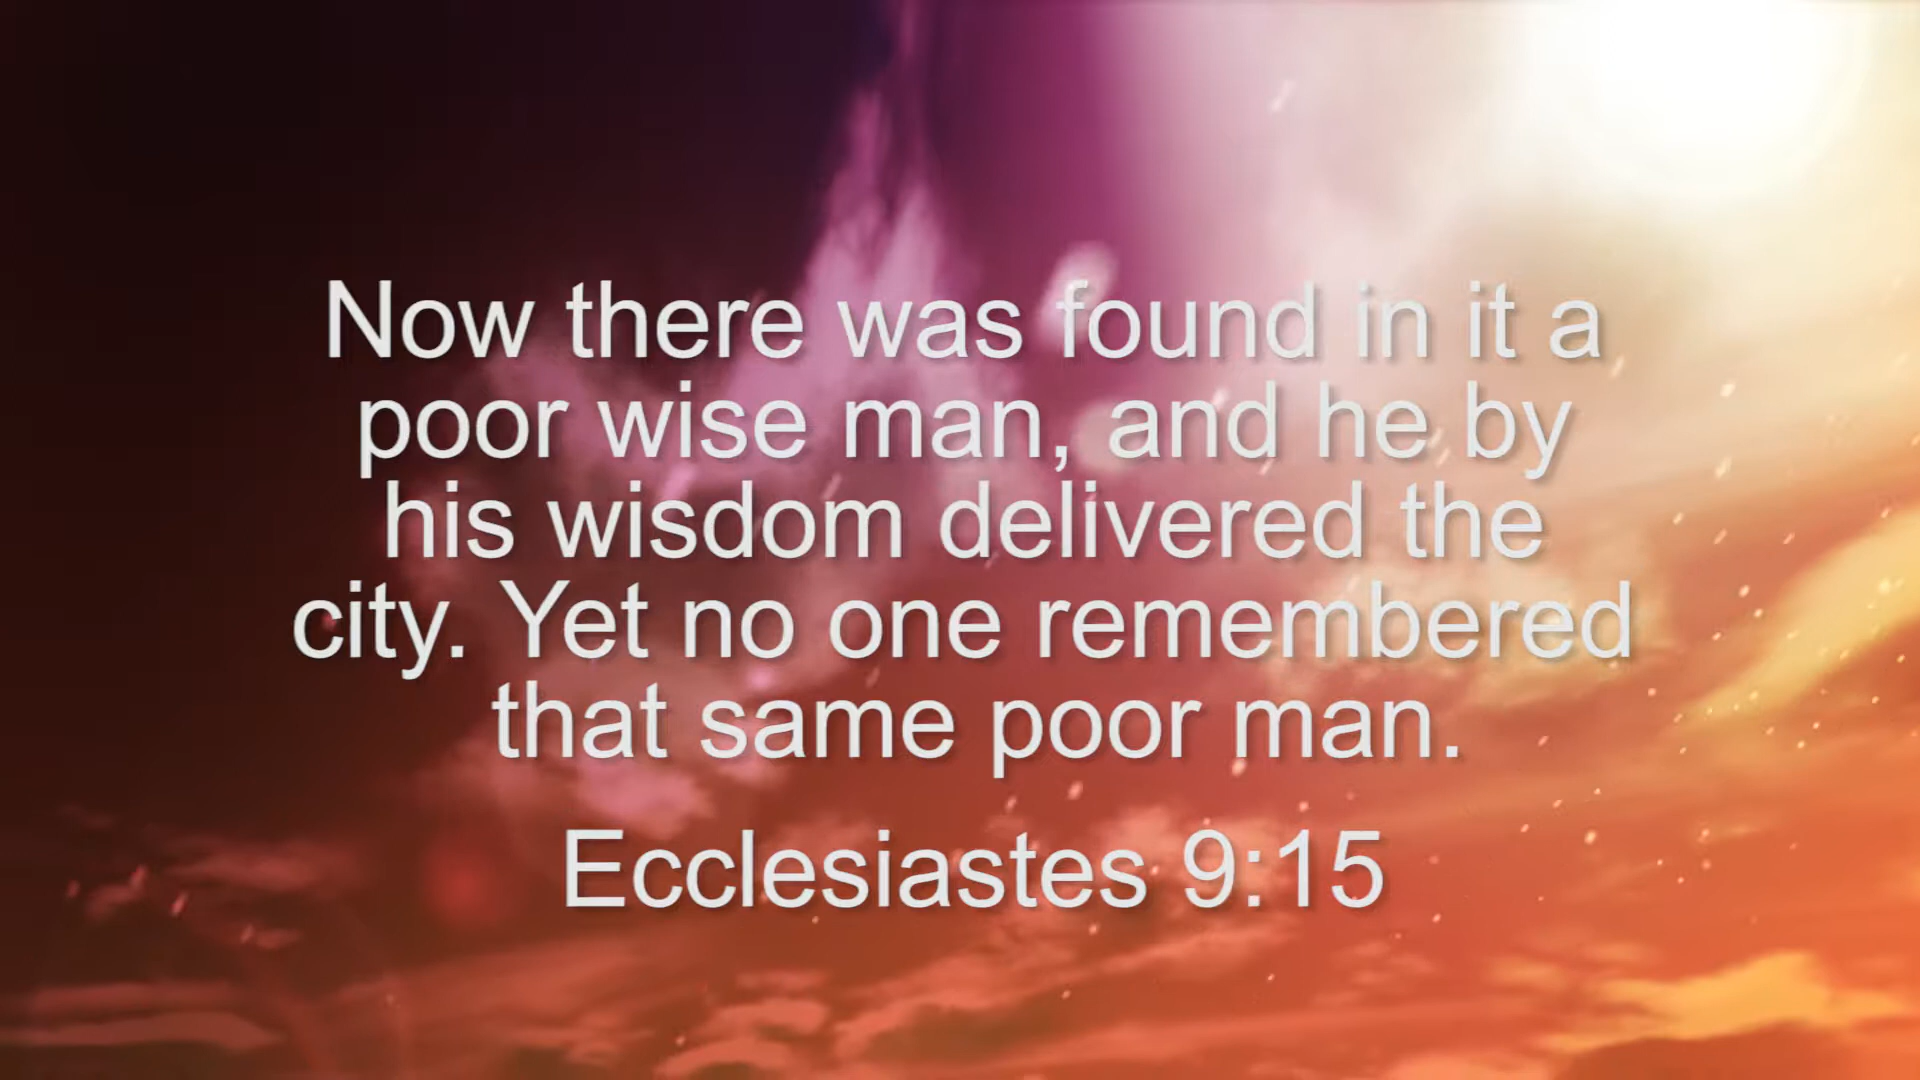 Now there was found in it a
poor wise man, and he by
his wisdom delivered the
city. Yet no one remembered
that same poor man.
Ecclesiastes 9:15